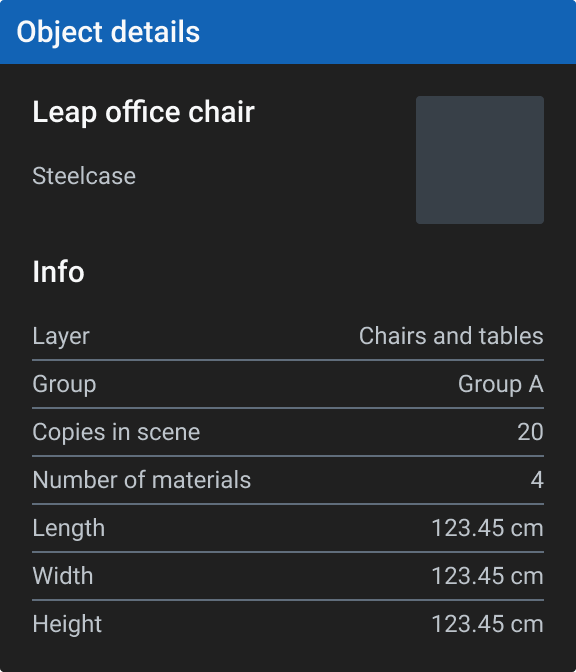 Object details
Leap office chair
Steelcase
Info
Layer Chairs and tables
Group Group A
Copies in scene 20
Number of materials 4
Length 123.45 cm
Width 123.45 cm
Height 123.45 cm